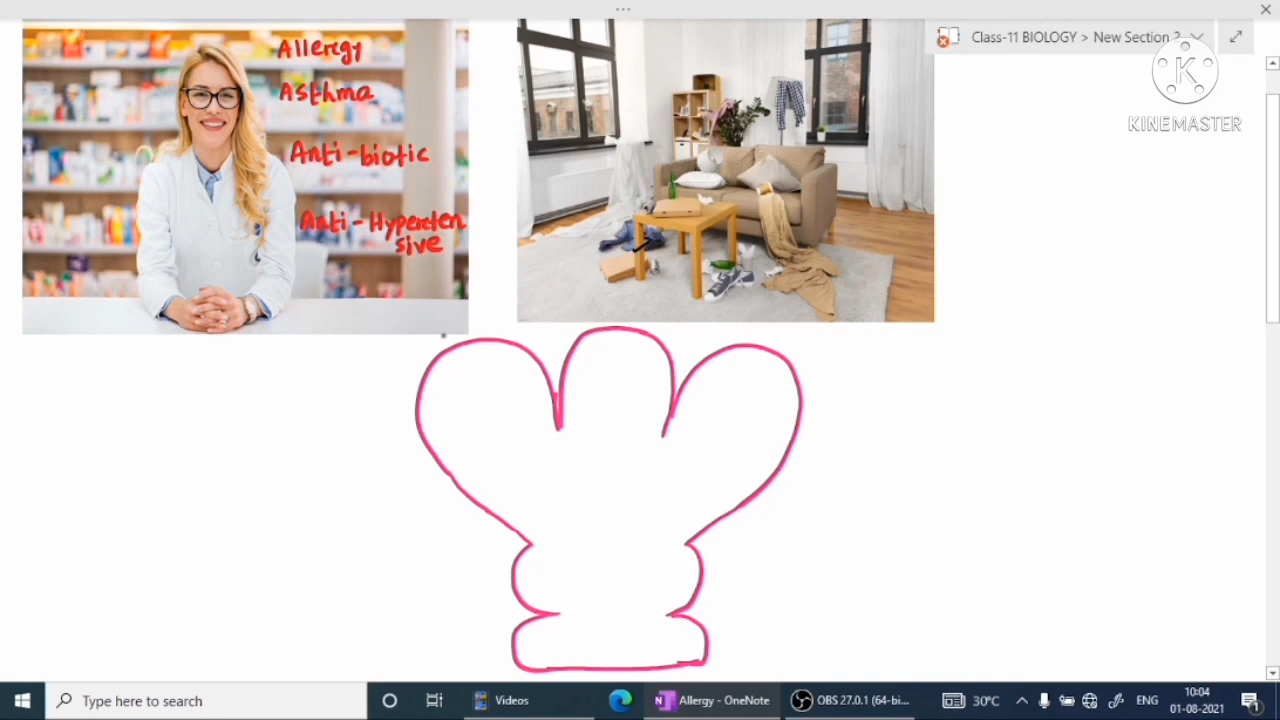 Class-11 BIOLOGY > New Section 2
K
KINEMASTER
Allergy
Asthma
Anti-biotic
Anti-Hyperten
sive
Type here to search
Videos
N
Allergy - OneNote
OBS 27.0.1 (64-bi...
30°C
ENG
10:04
01-08-2021
1